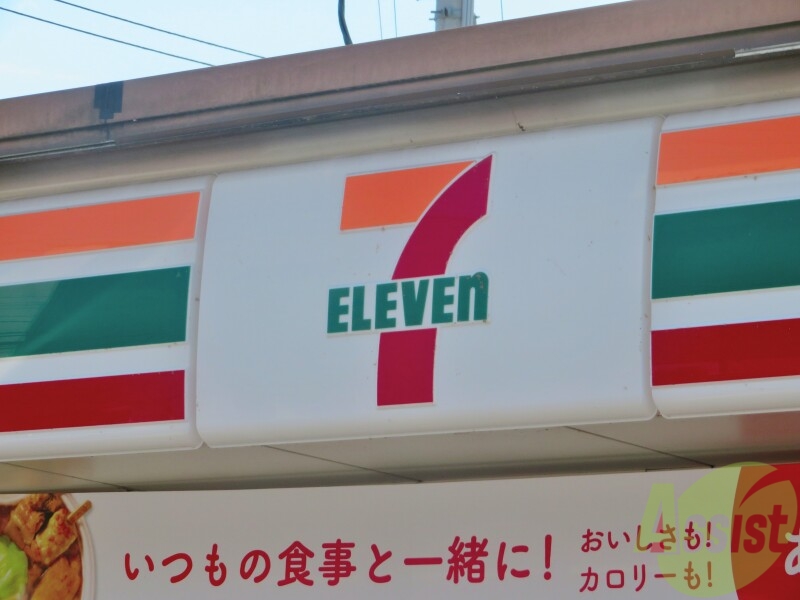 7
ELEVEn
いつもの食事と一緒に!
おいしさも!
カロリーも!
Assist